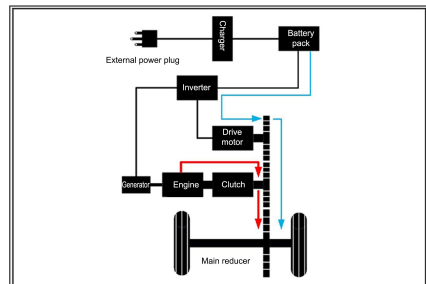 Charger
Battery
pack
External power plug
Inverter
Drive
motor
Generator
Engine
Clutch
Main reducer